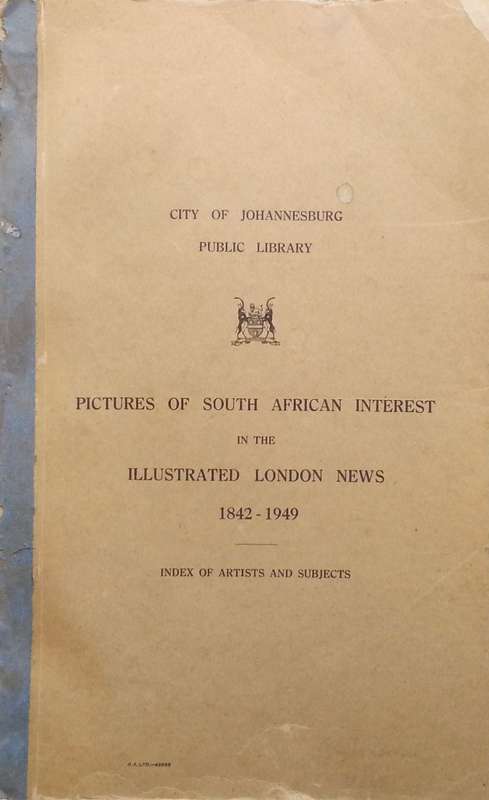 CITY OF JOHANNESBURG
PUBLIC LIBRARY
PICTURES OF SOUTH AFRICAN INTEREST
IN THE
ILLUSTRATED LONDON NEWS
1842 - 1949
INDEX OF ARTISTS AND SUBJECTS